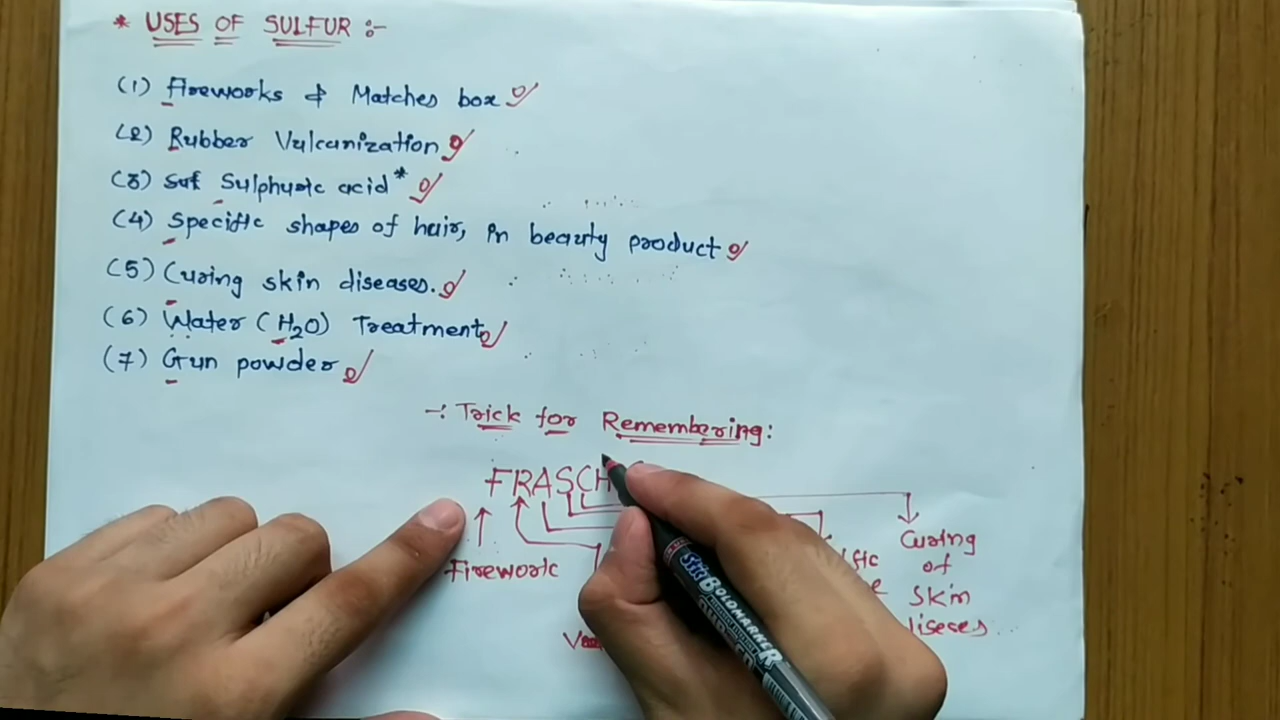 * USES OF SULFUR :-
(1) Fireworks & Matches box
(2) Rubber Vulcanization
(3) Sulphuric acid*
(4) Specific shapes of hair, in beauty product
(5) Curing skin diseases.
(6) Water (H2O) Treatment
(7) Gun powder
-: Trick for Remembering:
FRASCH
Firework
Curing
of
Skin
diseses
BOLDMARKER